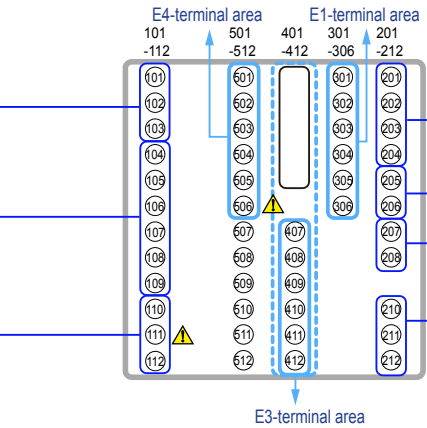 E4-terminal area E1-terminal area
101 501 401 301 201
-112 -512 -412 -306 -212
101 501 301 201
102 502 302 202
103 503 303 203
104 504 304 204
105 505 305 205
106 506 306 206
107 507 407 207
108 508 408 208
109 509 409
110 510 410 210
111 511 411 211
112 512 412 212
E3-terminal area